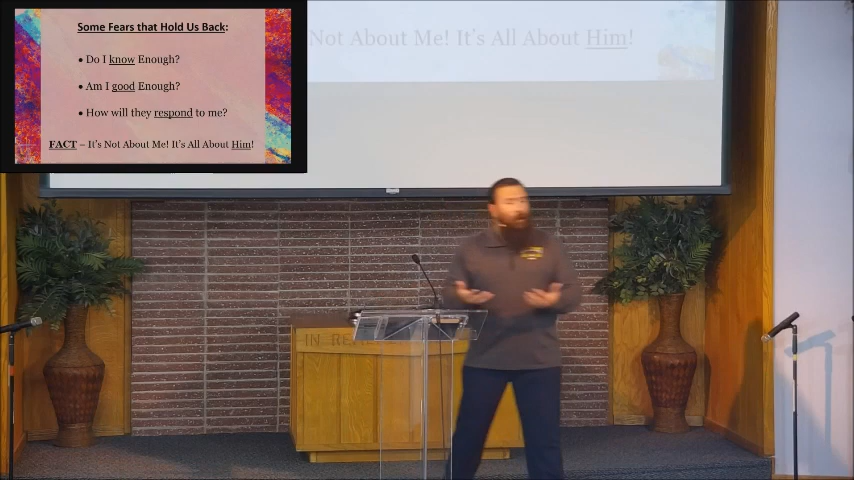 Some Fears that Hold Us Back:
• Do I know Enough?
• Am I good Enough?
• How will they respond to me?
FACT – It's Not About Me! It's All About Him!
Not About Me! It's All About Him!
IN